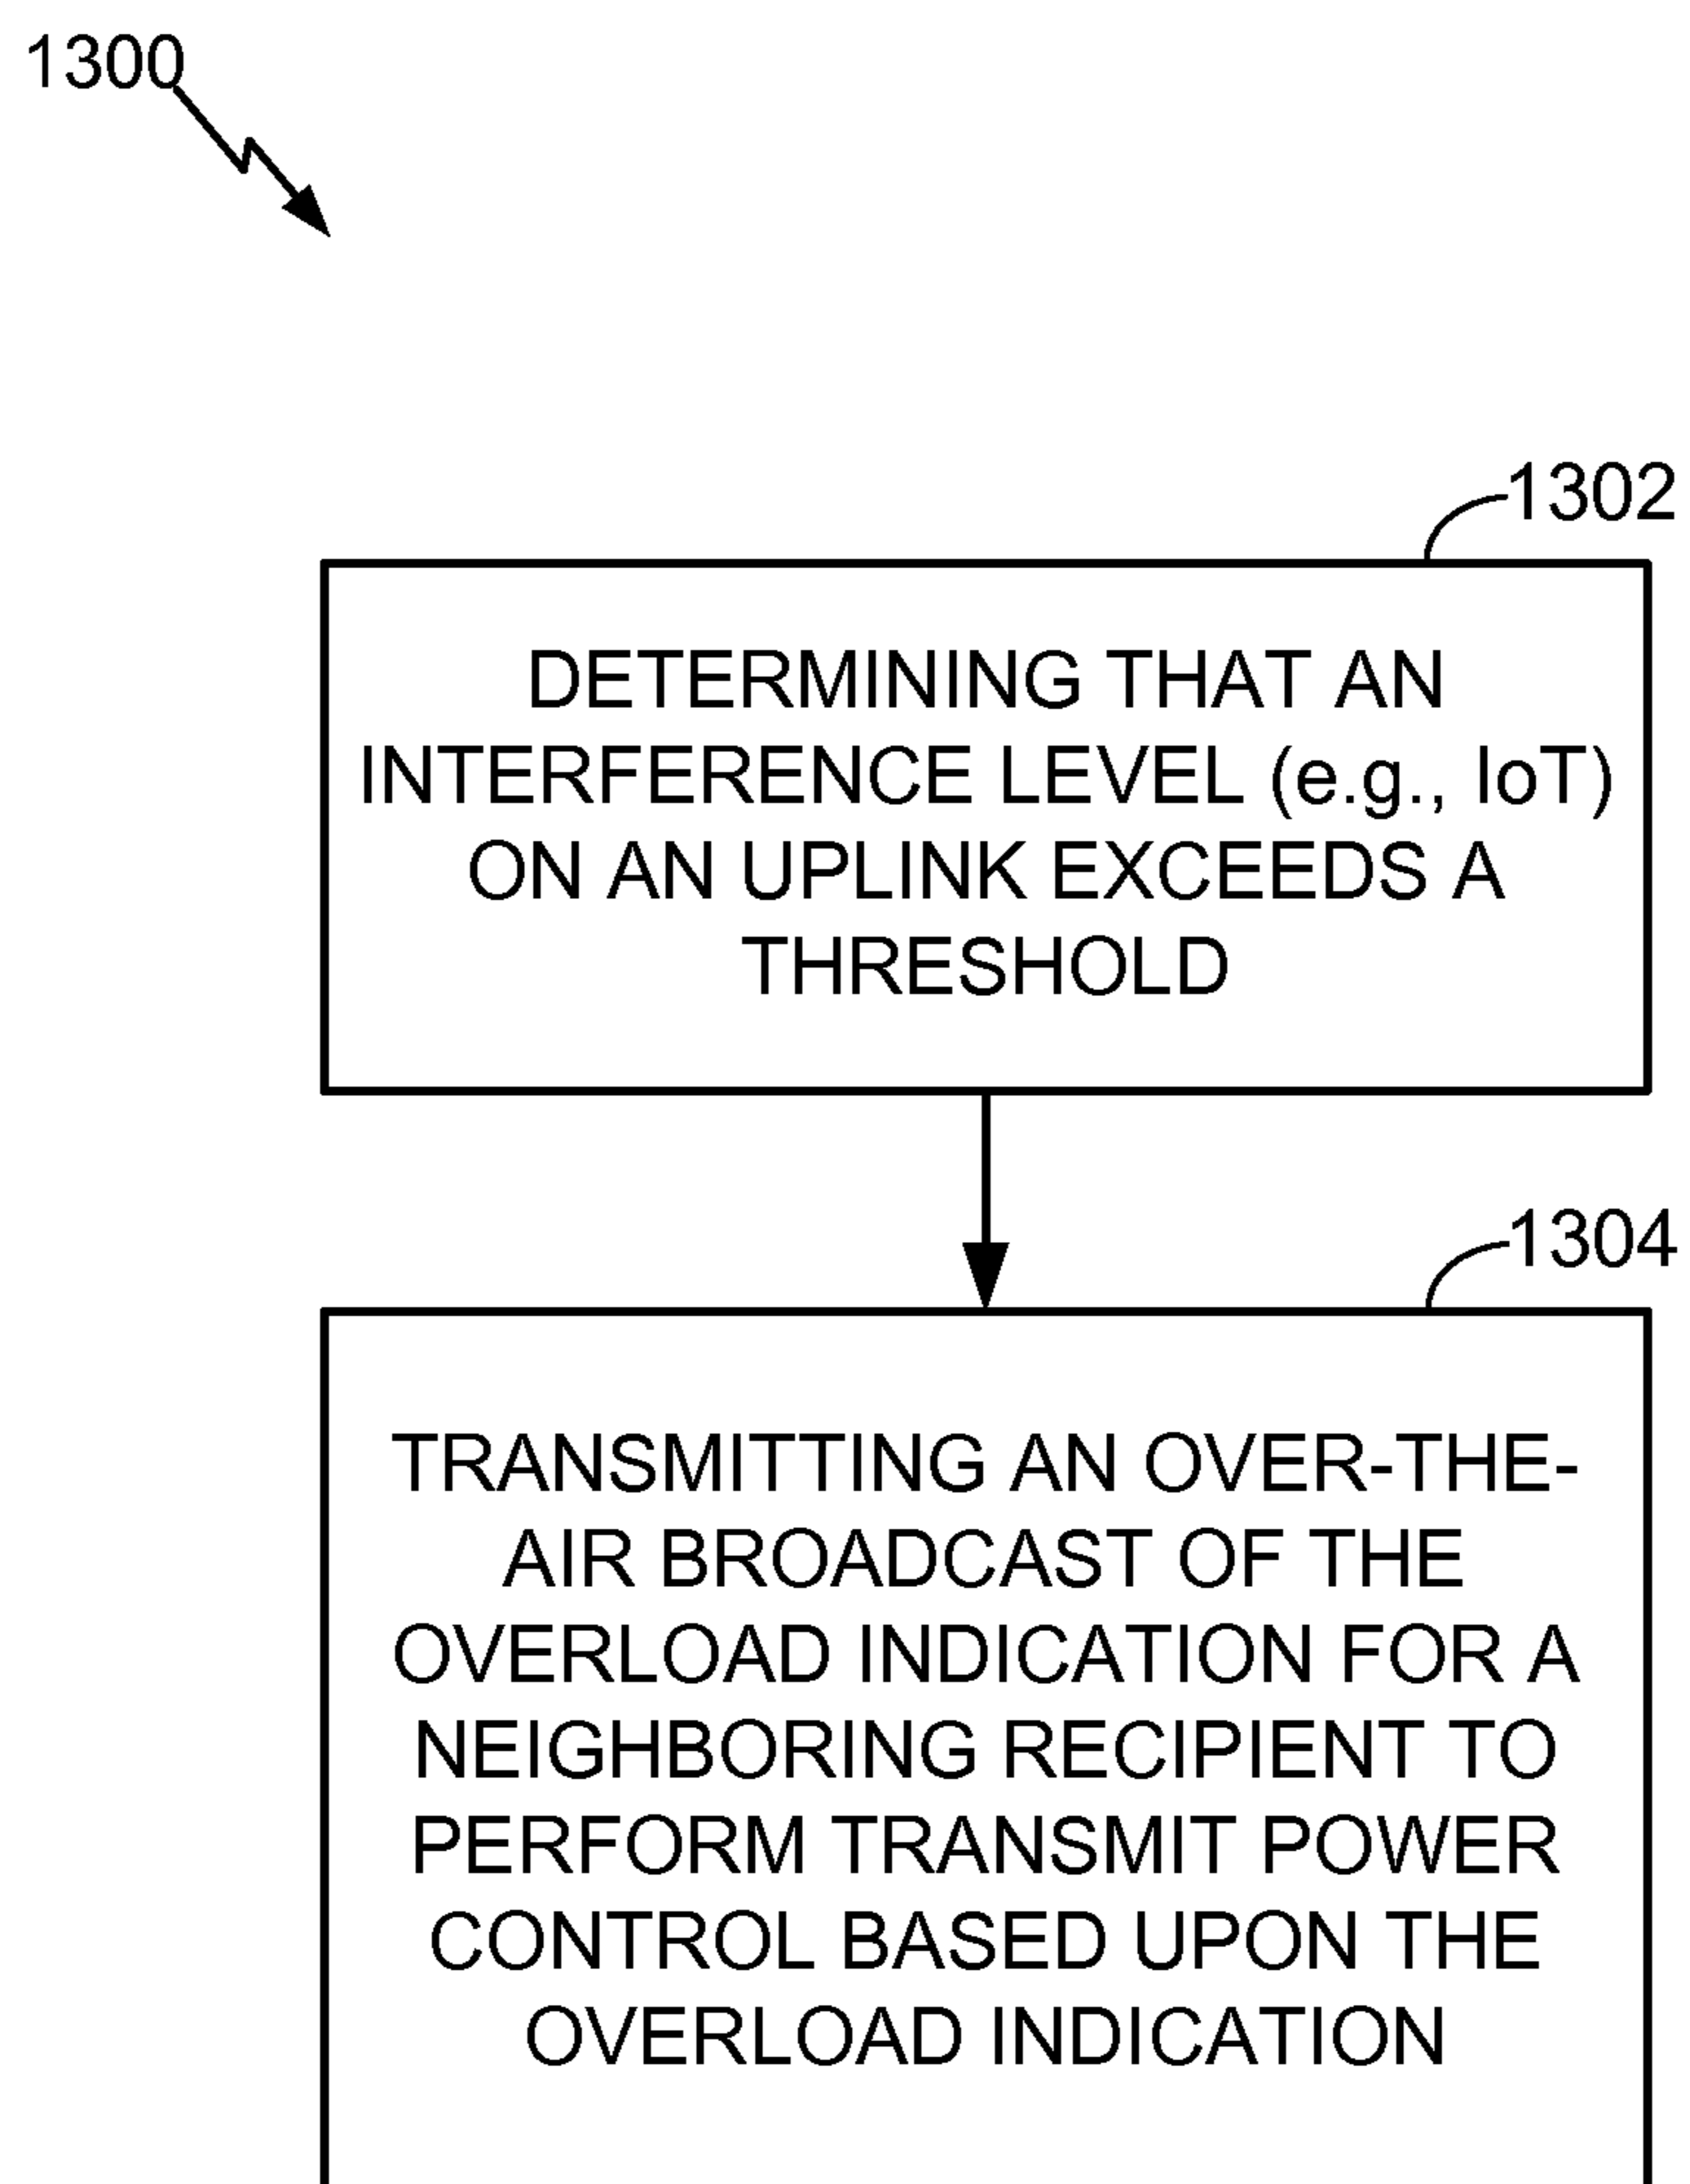 1300
1302
DETERMINING THAT AN
INTERFERENCE LEVEL (e.g., IoT)
ON AN UPLINK EXCEEDS A
THRESHOLD
1304
TRANSMITTING AN OVER-THE-
AIR BROADCAST OF THE
OVERLOAD INDICATION FOR A
NEIGHBORING RECIPIENT TO
PERFORM TRANSMIT POWER
CONTROL BASED UPON THE
OVERLOAD INDICATION